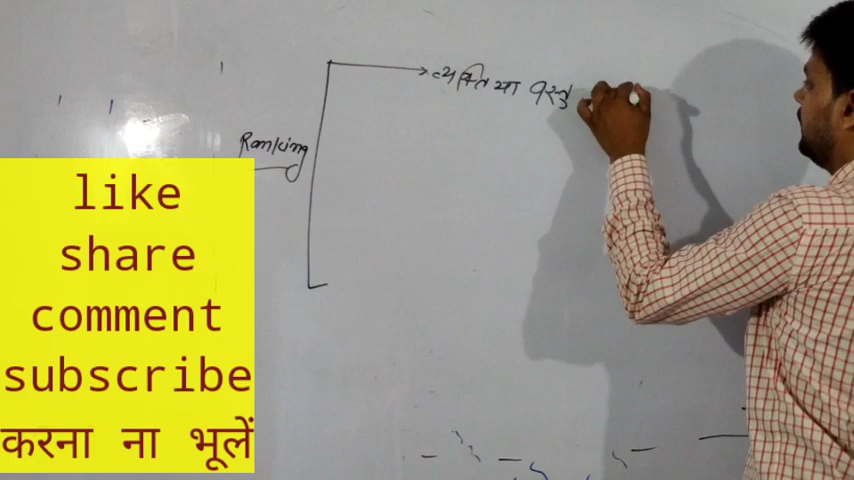 व्यक्ति या वस्तु
Ranking
like
share
comment
subscribe
करना ना भूलें